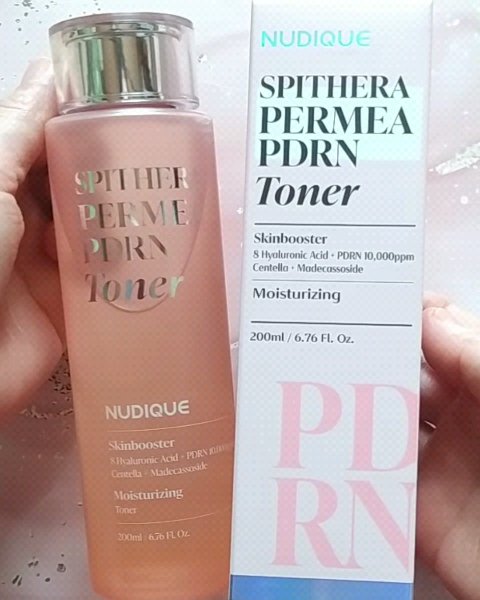 SPITHER
PERME
PDRN
Toner
NUDIQUE
Skinbooster
8 Hyaluronic Acid + PDRN 10,000pp
Centella + Madecassoside
Moisturizing
Toner
200ml / 6.76 Fl. Oz.
NUDIQUE
SPITHERA
PERMEA
PDRN
Toner
Skinbooster
8 Hyaluronic Acid + PDRN 10,000ppm
Centella + Madecassoside
Moisturizing
200ml / 6.76 Fl. Oz.
PD
RN